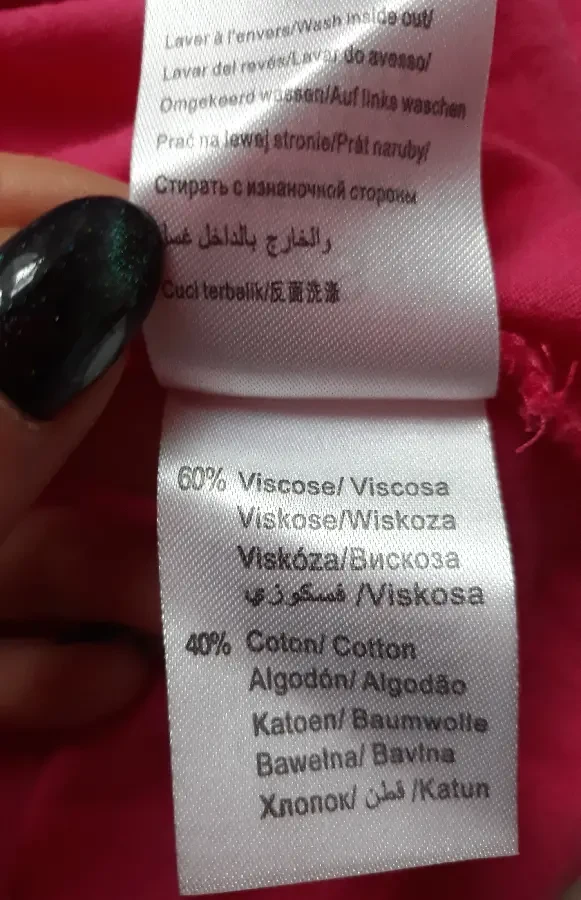 Laver à l'envers/Wash inside out/
Lavar del revés/Lavar do avesso/
Omgekeerd wassen/Auf links waschen
Prać na lewej stronie/Prát naruby/
Стирать с изнаночной стороны
والخارج بالداخل غسل
Cuci terbalik/反面洗涤
60% Viscose/ Viscosa
Viskose/Wiskoza
Viskóza/Вискоза
فسكوزي /Viskosa
40% Coton/ Cotton
Algodón/ Algodão
Katoen/ Baumwolle
Bawełna/ Bavlna
Хлопок/ قطن /Katun